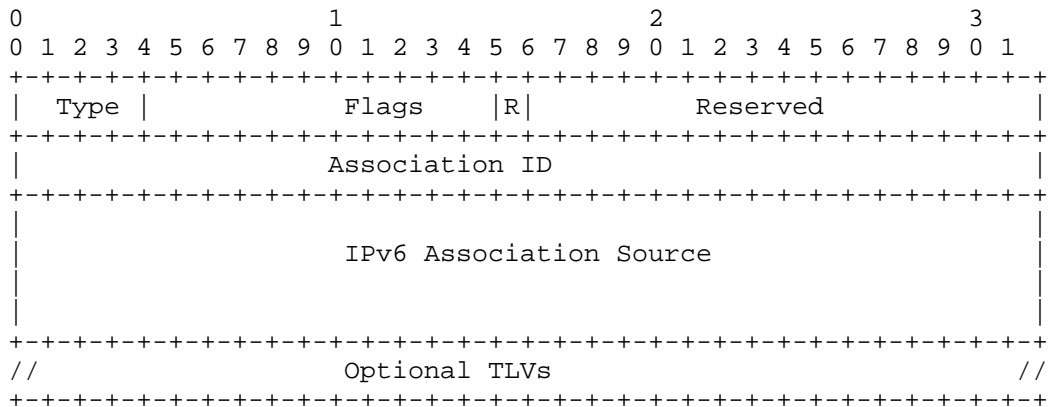 0                   1                   2                   3
0 1 2 3 4 5 6 7 8 9 0 1 2 3 4 5 6 7 8 9 0 1 2 3 4 5 6 7 8 9 0 1
+-+-+-+-+-+-+-+-+-+-+-+-+-+-+-+-+-+-+-+-+-+-+-+-+-+-+-+-+-+-+-+-+
|  Type |            Flags    |R|          Reserved             |
+-+-+-+-+-+-+-+-+-+-+-+-+-+-+-+-+-+-+-+-+-+-+-+-+-+-+-+-+-+-+-+-+
|                   Association ID                              |
+-+-+-+-+-+-+-+-+-+-+-+-+-+-+-+-+-+-+-+-+-+-+-+-+-+-+-+-+-+-+-+-+
|                                                               |
|                    IPv6 Association Source                    |
|                                                               |
|                                                               |
+-+-+-+-+-+-+-+-+-+-+-+-+-+-+-+-+-+-+-+-+-+-+-+-+-+-+-+-+-+-+-+-+
//                   Optional TLVs                             //
+-+-+-+-+-+-+-+-+-+-+-+-+-+-+-+-+-+-+-+-+-+-+-+-+-+-+-+-+-+-+-+-+